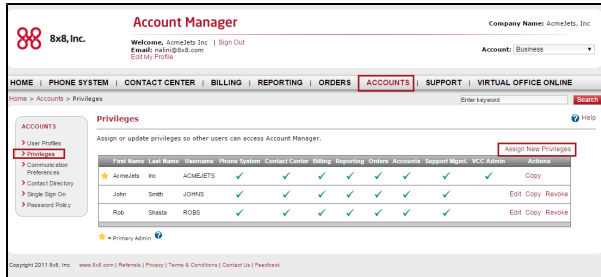 Account Manager
Company Name: AcmeJets, Inc
8x8, Inc.
Welcome, AcmeJets Inc | Sign Out
Email: nalini@8x8.com
Edit My Profile
Account: Business
HOME | PHONE SYSTEM | CONTACT CENTER | BILLING | REPORTING | ORDERS | ACCOUNTS | SUPPORT | VIRTUAL OFFICE ONLINE
Home > Accounts > Privileges
Enter keyword
Search
ACCOUNTS
User Profiles
Privileges
Communication Preferences
Contact Directory
Single Sign On
Password Policy
Privileges
Help
Assign or update privileges so other users can access Account Manager.
Assign New Privileges
First Name Last Name Username Phone System Contact Center Billing Reporting Orders Accounts Support Mgmt. VCC Admin Actions
AcmeJets Inc ACMEJETS Copy
John Smith JOHNS Edit Copy Revoke
Rob Shasta ROBS Edit Copy Revoke
= Primary Admin
Copyright 2011 8x8, Inc. www.8x8.com | Referrals | Privacy | Terms & Conditions | Contact Us | Feedback